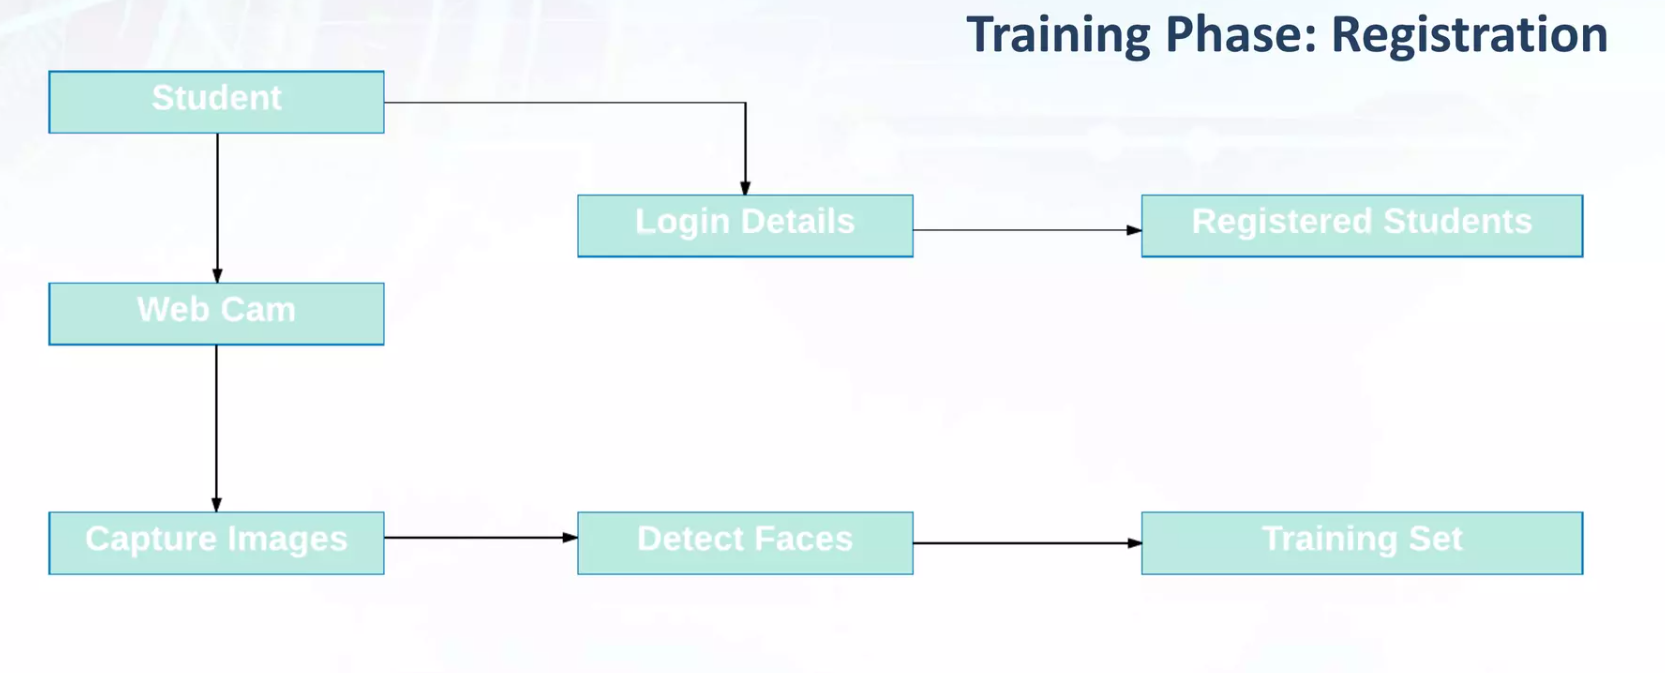 Training Phase: Registration
Student
Login Details
Registered Students
Web Cam
Capture Images
Detect Faces
Training Set